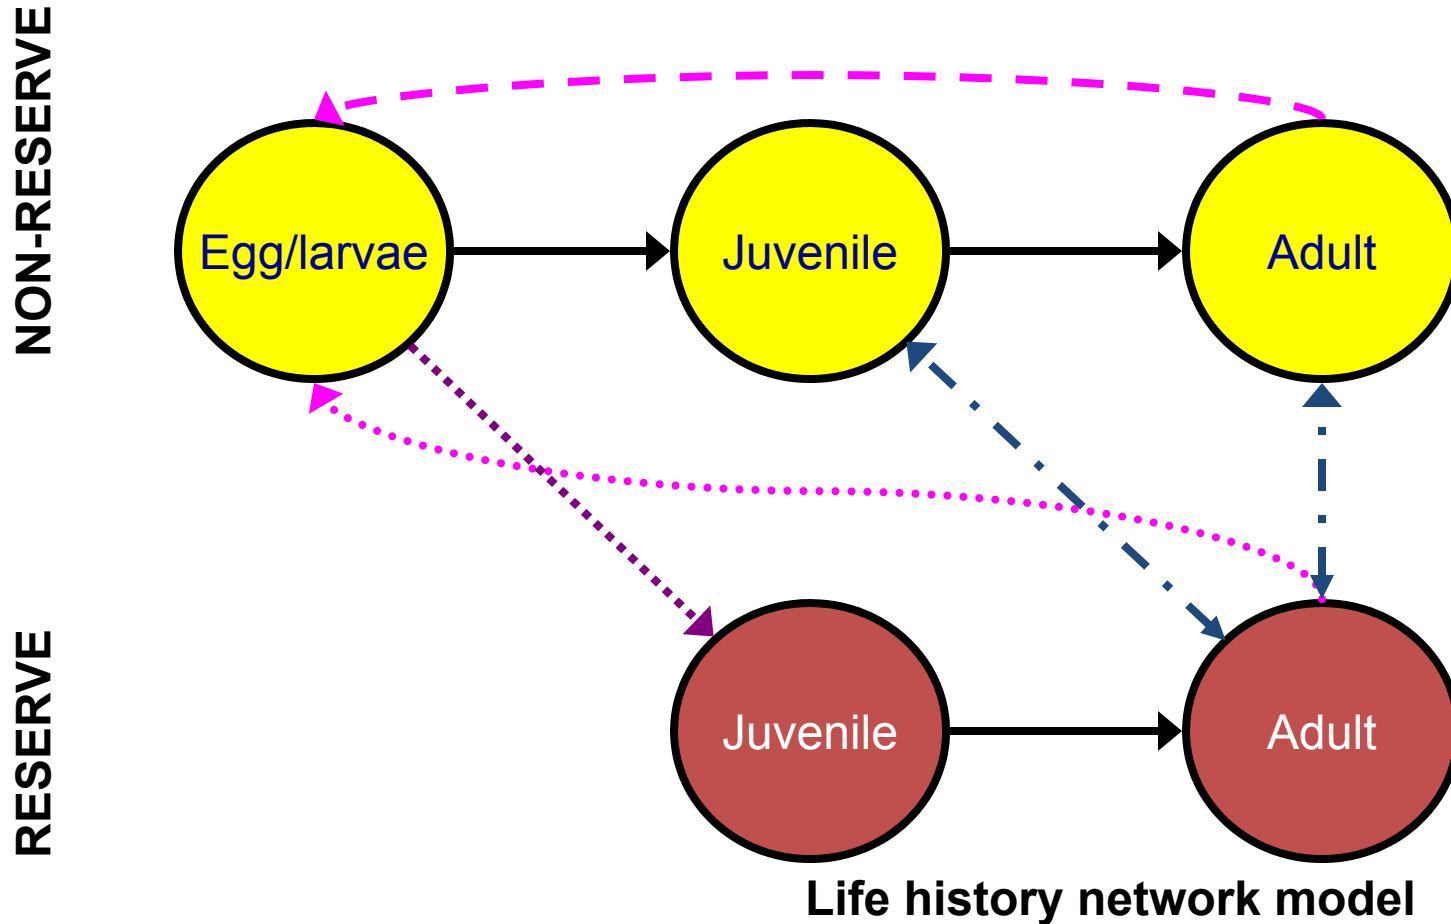 NON-RESERVE
Egg/larvae
Juvenile
Adult
RESERVE
Juvenile
Adult
Life history network model